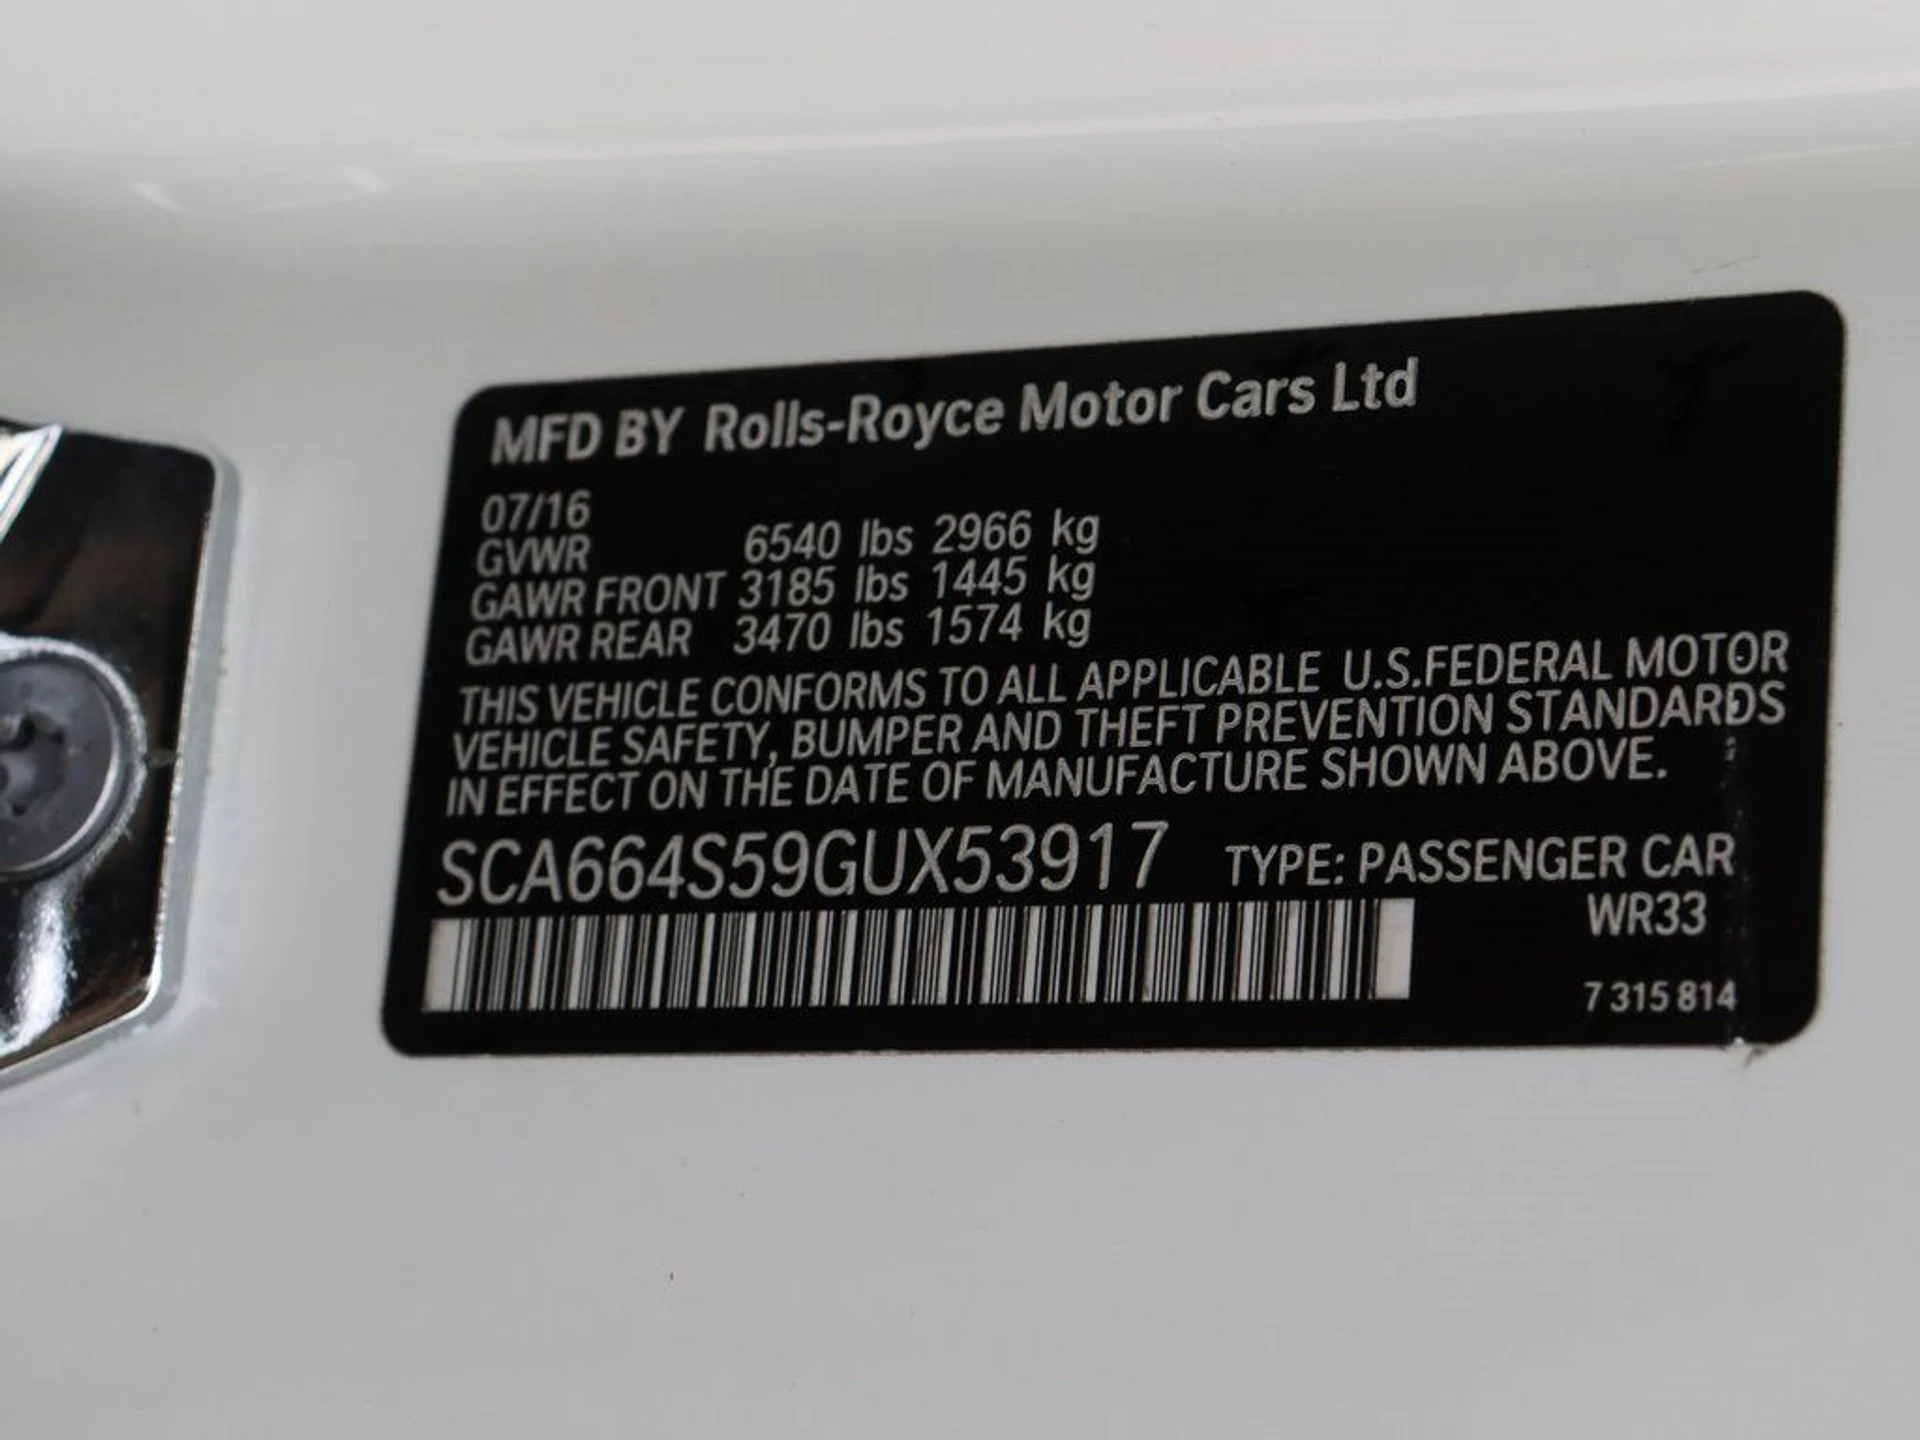 MFD BY Rolls-Royce Motor Cars Ltd
07/16
GVWR 6540 lbs 2966 kg
GAWR FRONT 3185 lbs 1445 kg
GAWR REAR 3470 lbs 1574 kg
THIS VEHICLE CONFORMS TO ALL APPLICABLE U.S.FEDERAL MOTOR
VEHICLE SAFETY, BUMPER AND THEFT PREVENTION STANDARDS
IN EFFECT ON THE DATE OF MANUFACTURE SHOWN ABOVE.
SCA664S59GUX53917 TYPE: PASSENGER CAR
WR33
7 315 814